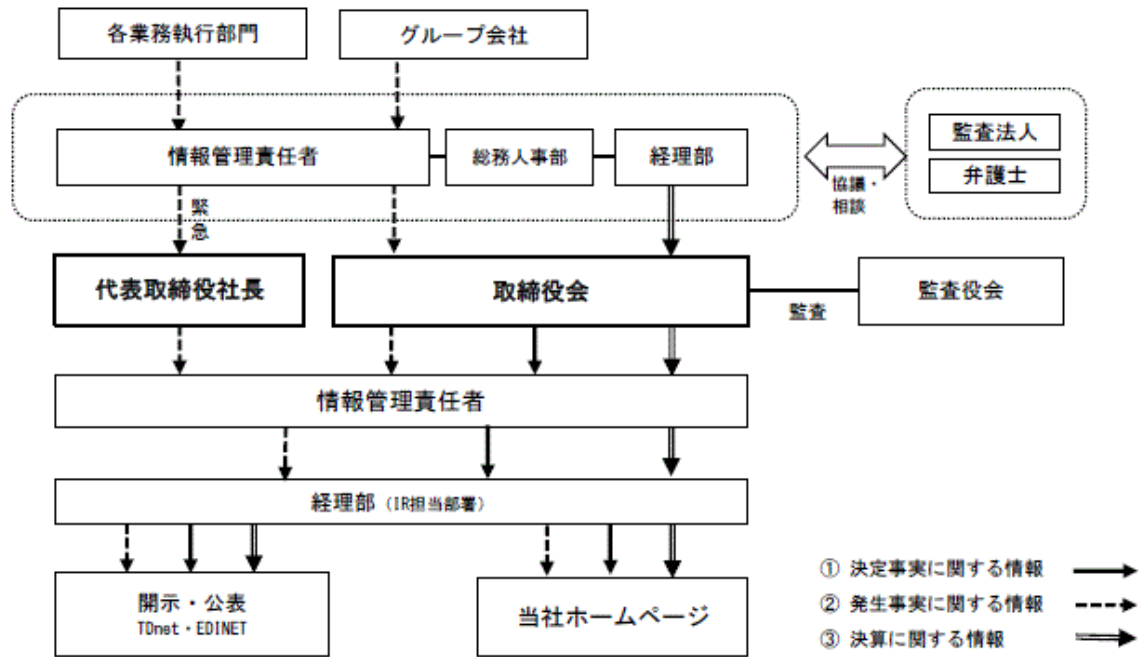 各業務執行部門
グループ会社
情報管理責任者
総務人事部
経理部
監査法人
弁護士
協議・
相談
緊
急
代表取締役社長
取締役会
監査
監査役会
情報管理責任者
経理部（IR担当部署）
開示・公表
TDnet・EDINET
当社ホームページ
① 決定事実に関する情報
② 発生事実に関する情報
③ 決算に関する情報